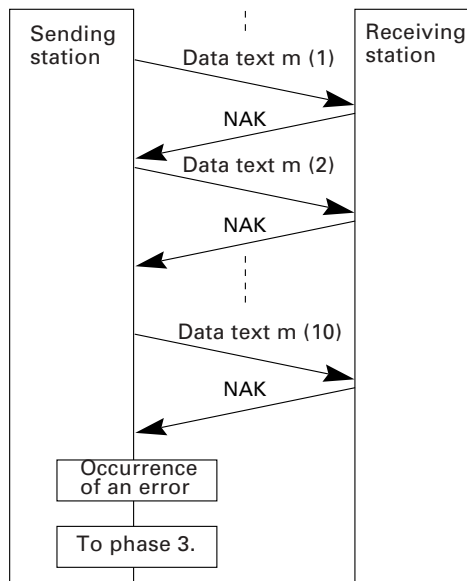 Sending
station
Receiving
station
Data text m (1)
NAK
Data text m (2)
NAK
Data text m (10)
NAK
Occurrence
of an error
To phase 3.